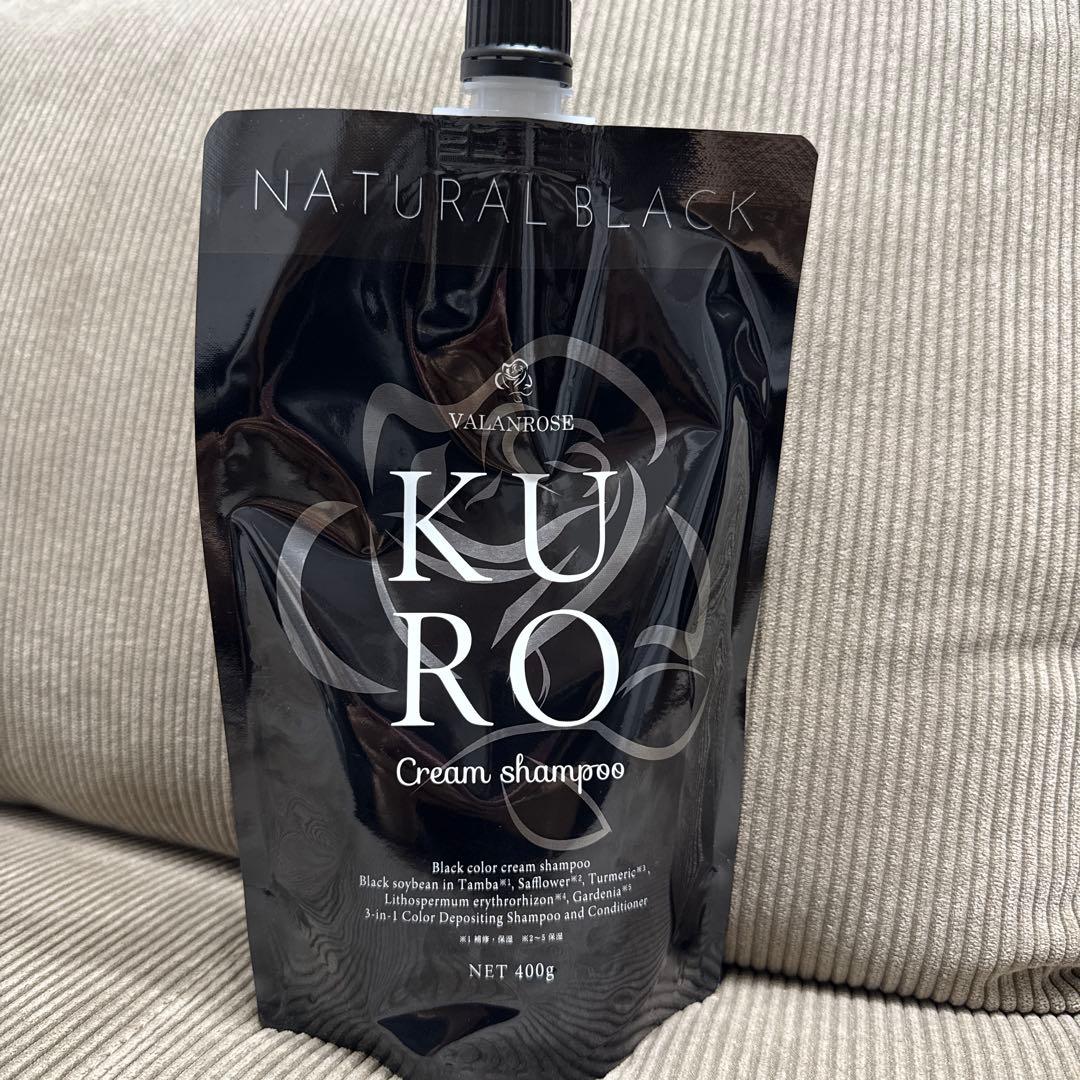 NATURAL BLACK
VALANROSE
KU
RO
Cream shampoo
Black color cream shampoo
Black soybean in Tamba※1, Safflower※2, Turmeric※3,
Lithospermum erythrorhizon※4, Gardenia※5
3-in-1 Color Depositing Shampoo and Conditioner
※1 補修・保湿 ※2～5 保湿
NET 400g